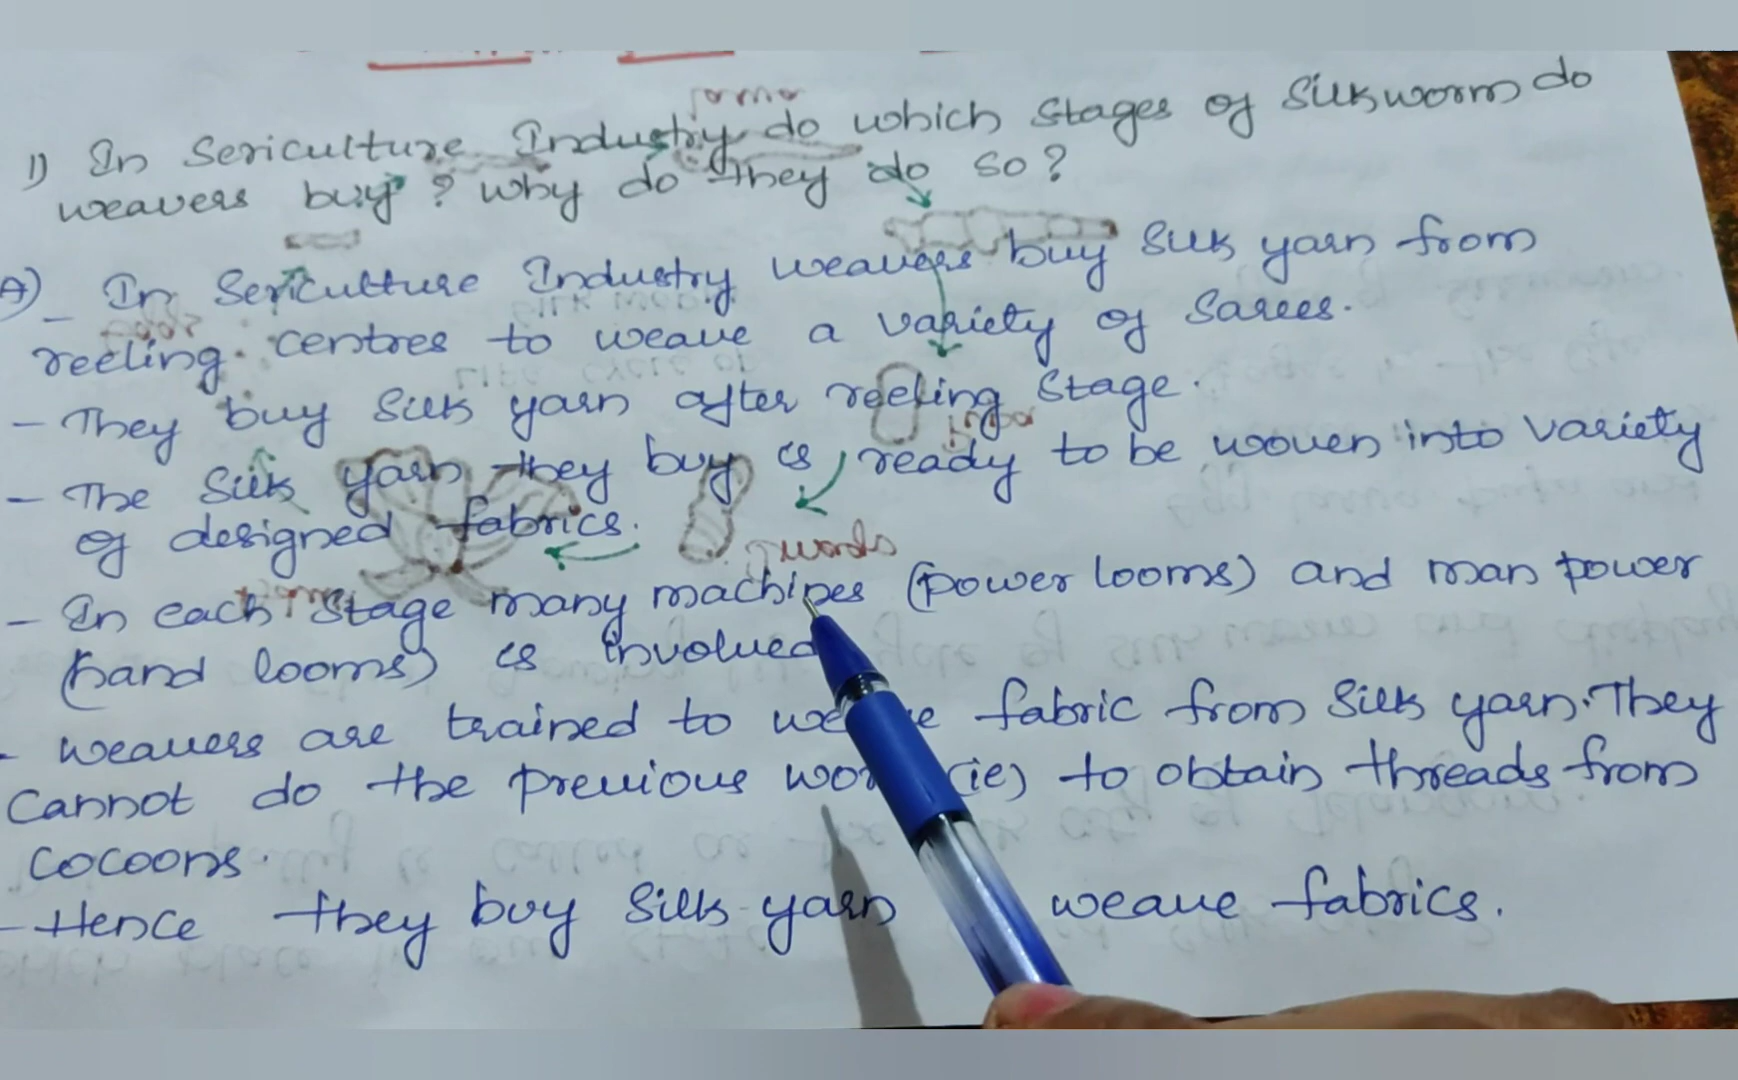 1) In Sericulture Industry do which stages of silkworm do
weavers buy? Why do they do so?
A) - In Sericulture Industry weavers buy silk yarn from
reeling centres to weave a variety of sarees.
- They buy silk yarn after reeling stage.
- The silk yarn they buy is ready to be woven into variety
of designed fabrics.
- In each stage many machines (power looms) and man power
(hand looms) is involved
- Weavers are trained to fabric from silk yarn. They
cannot do the previous (ie) to obtain threads from
cocoons.
- Hence they buy silk yarn weave fabrics.